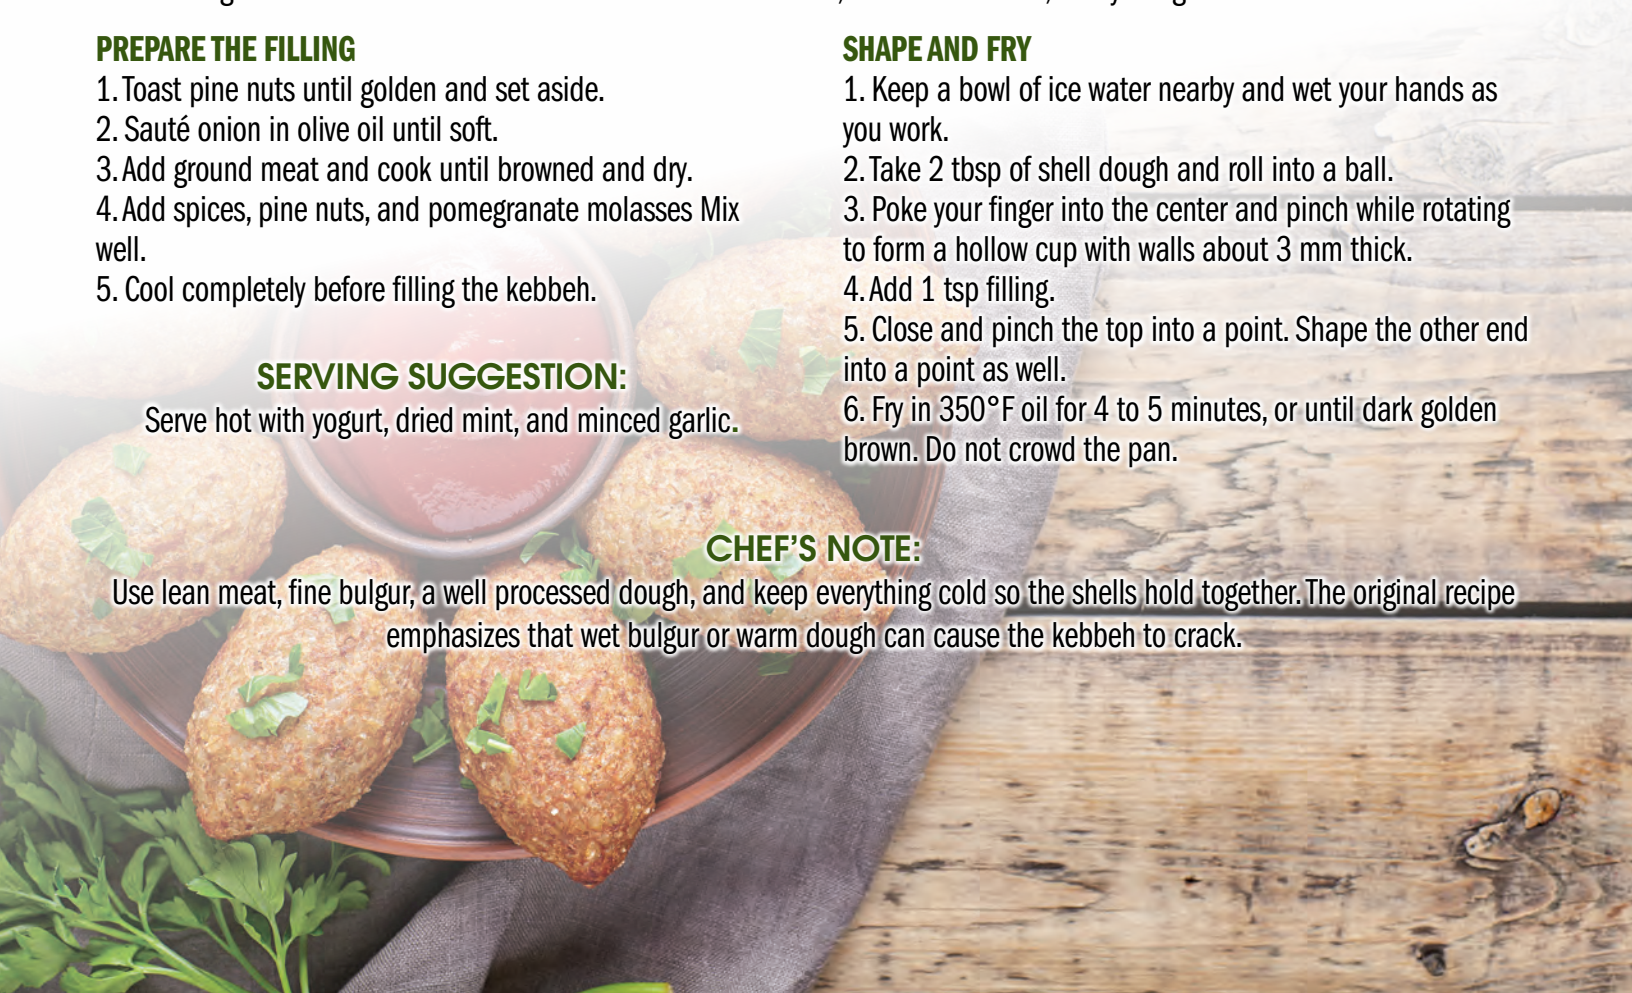 PREPARE THE FILLING
1. Toast pine nuts until golden and set aside.
2. Sauté onion in olive oil until soft.
3. Add ground meat and cook until browned and dry.
4. Add spices, pine nuts, and pomegranate molasses Mix
well.
5. Cool completely before filling the kebbeh.
SERVING SUGGESTION:
Serve hot with yogurt, dried mint, and minced garlic.
SHAPE AND FRY
1. Keep a bowl of ice water nearby and wet your hands as
you work.
2. Take 2 tbsp of shell dough and roll into a ball.
3. Poke your finger into the center and pinch while rotating
to form a hollow cup with walls about 3 mm thick.
4. Add 1 tsp filling.
5. Close and pinch the top into a point. Shape the other end
into a point as well.
6. Fry in 350°F oil for 4 to 5 minutes, or until dark golden
brown. Do not crowd the pan.
CHEF'S NOTE:
Use lean meat, fine bulgur, a well processed dough, and keep everything cold so the shells hold together. The original recipe
emphasizes that wet bulgur or warm dough can cause the kebbeh to crack.